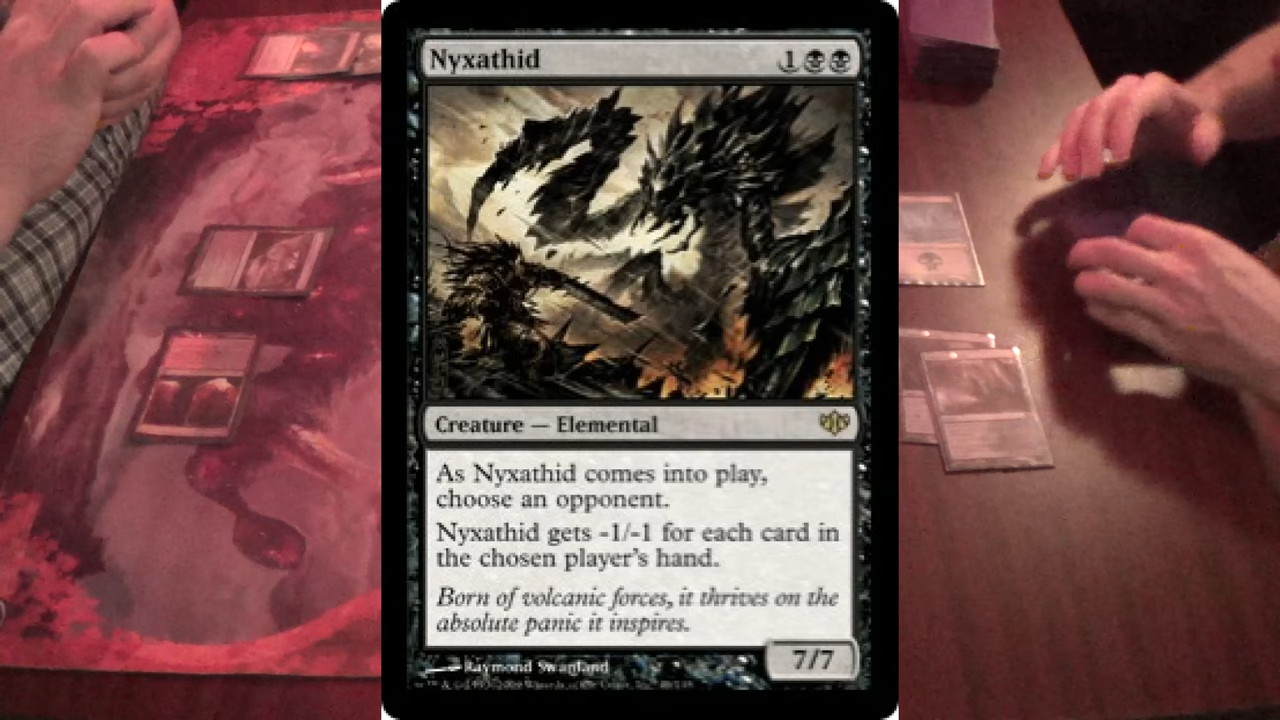 Nyxathid 1
Creature — Elemental
As Nyxathid comes into play,
choose an opponent.
Nyxathid gets -1/-1 for each card in
the chosen player's hand.
Born of volcanic forces, it thrives on the
absolute panic it inspires.
7/7
Raymond Swanland